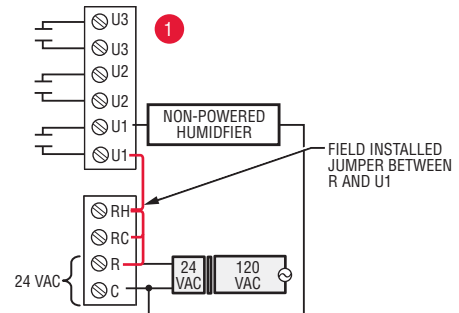 U3
1
U3
U2
U2
U1
NON-POWERED
HUMIDFIER
U1
FIELD INSTALLED
JUMPER BETWEEN
R AND U1
RH
RC
R
24 VAC
C
24
VAC
120
VAC